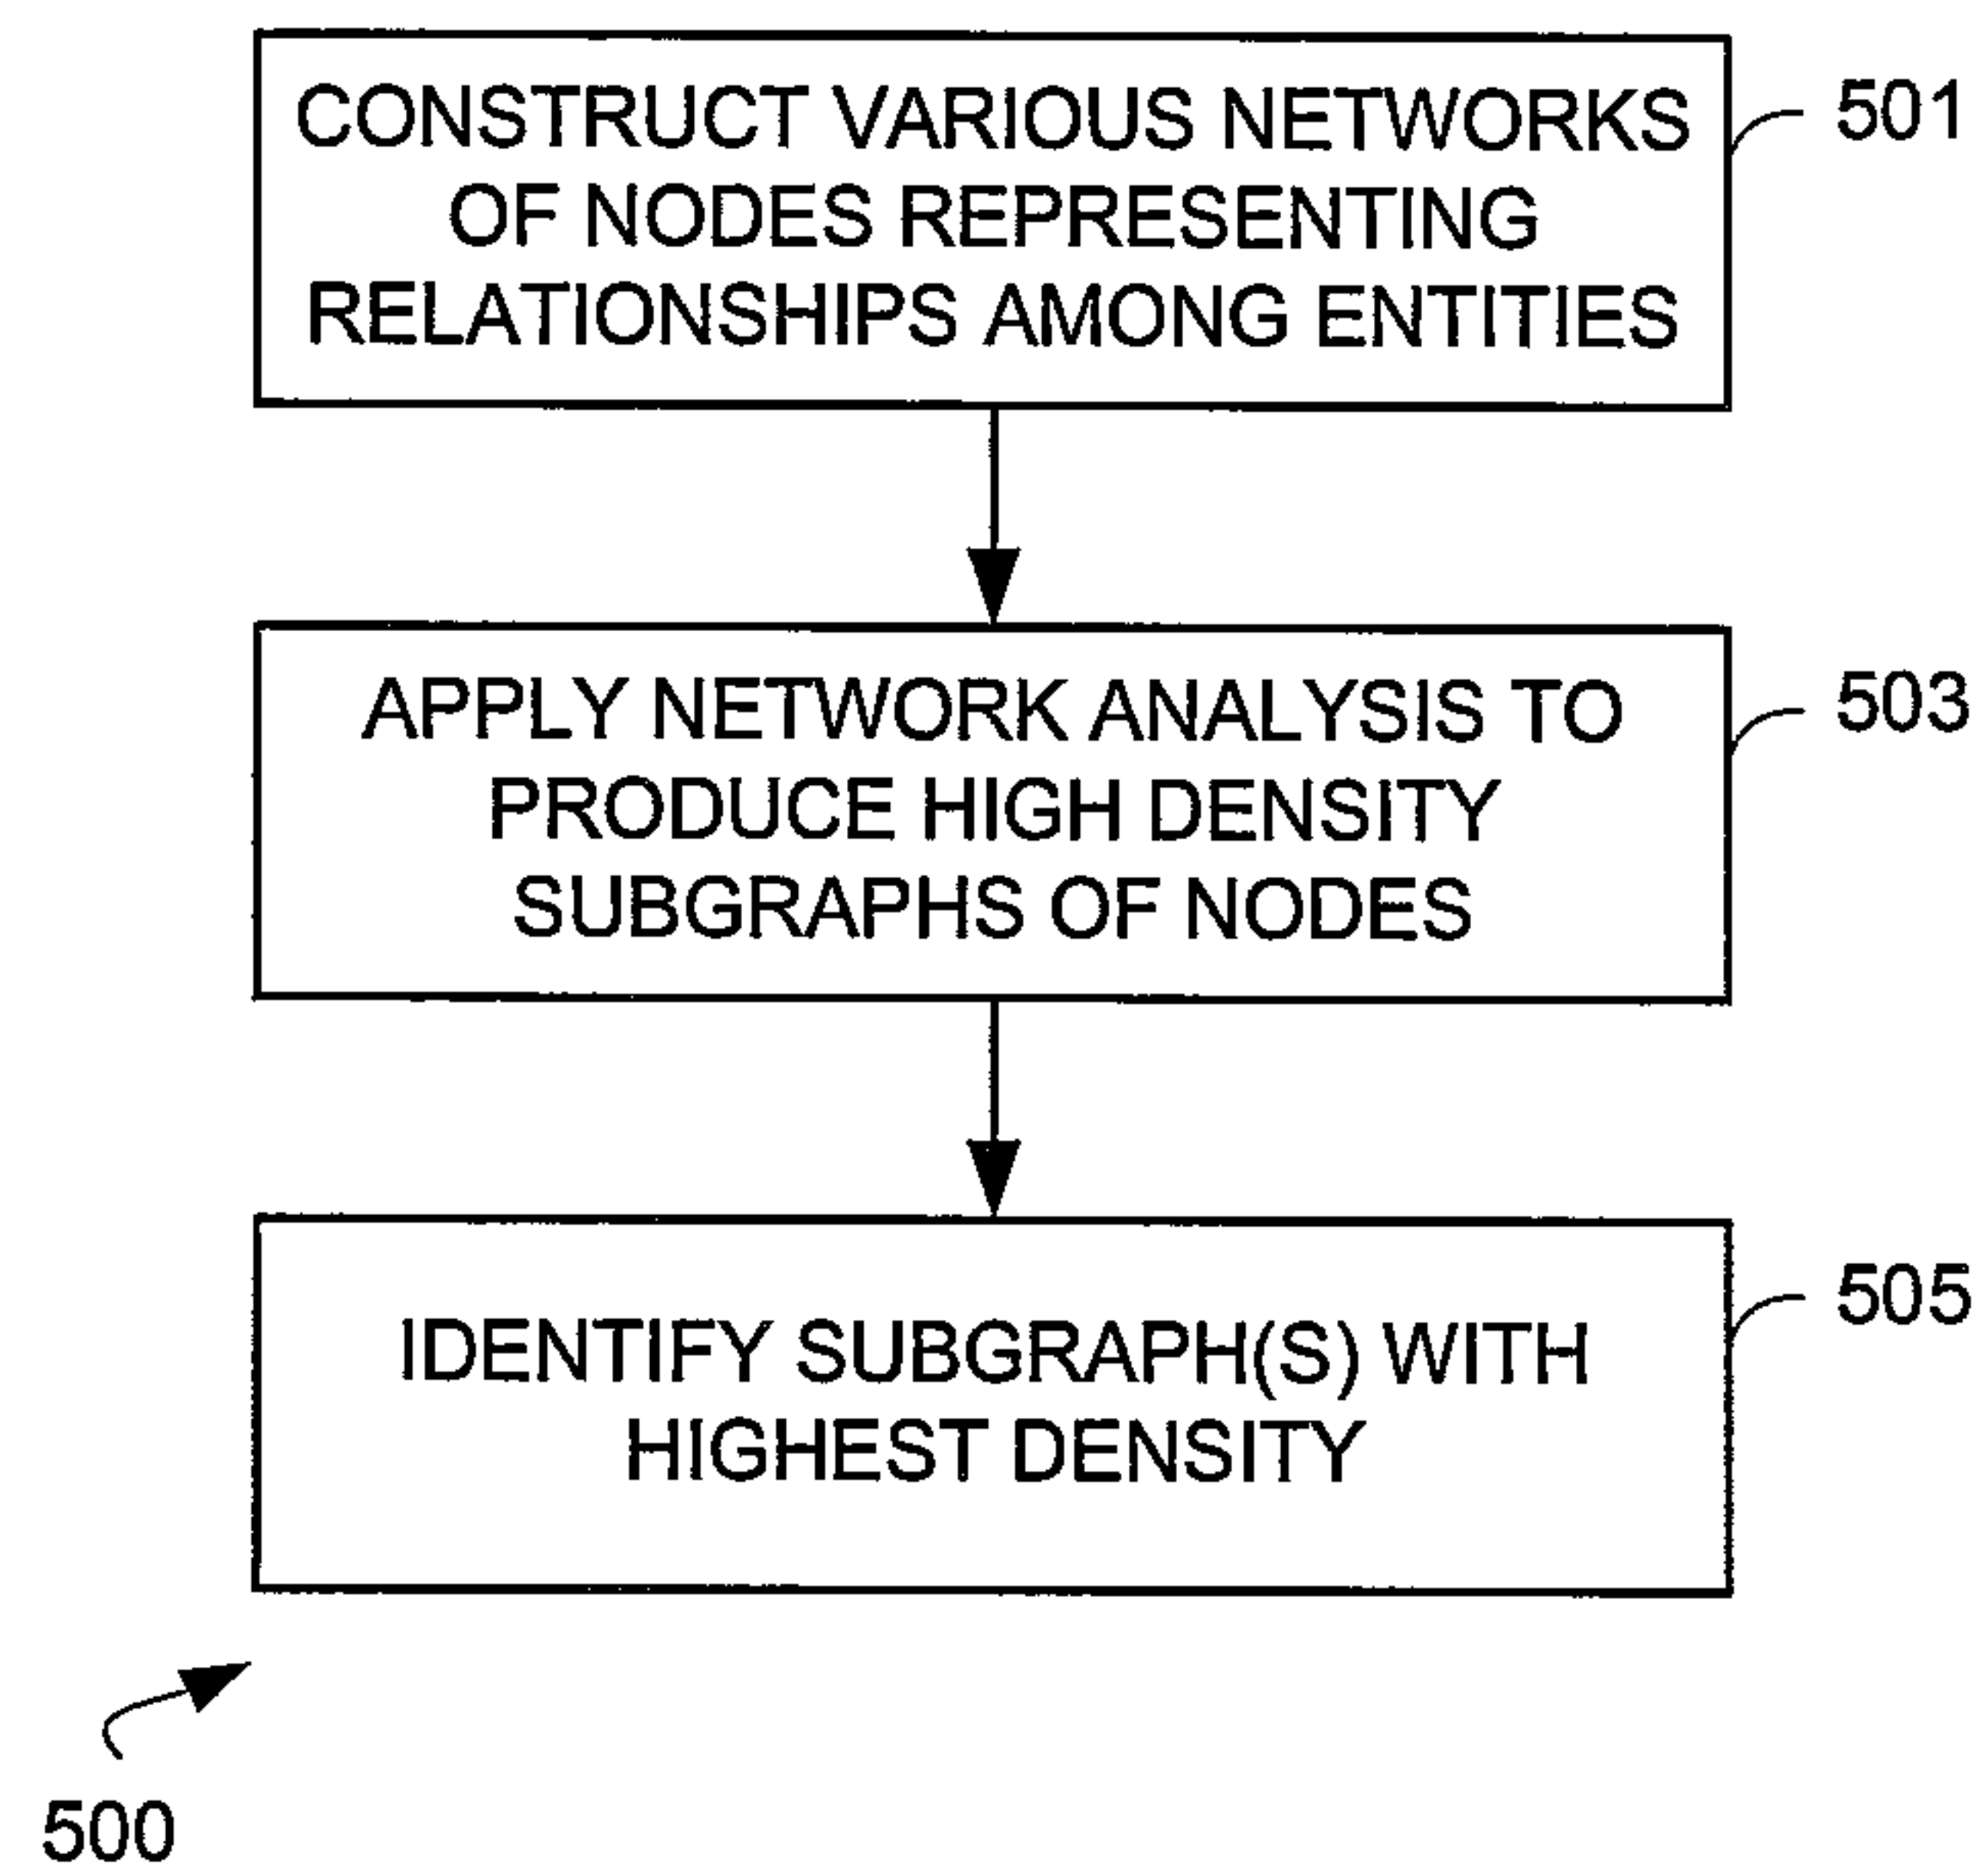 CONSTRUCT VARIOUS NETWORKS
OF NODES REPRESENTING
RELATIONSHIPS AMONG ENTITIES
501
APPLY NETWORK ANALYSIS TO
PRODUCE HIGH DENSITY
SUBGRAPHS OF NODES
503
IDENTIFY SUBGRAPH(S) WITH
HIGHEST DENSITY
505
500